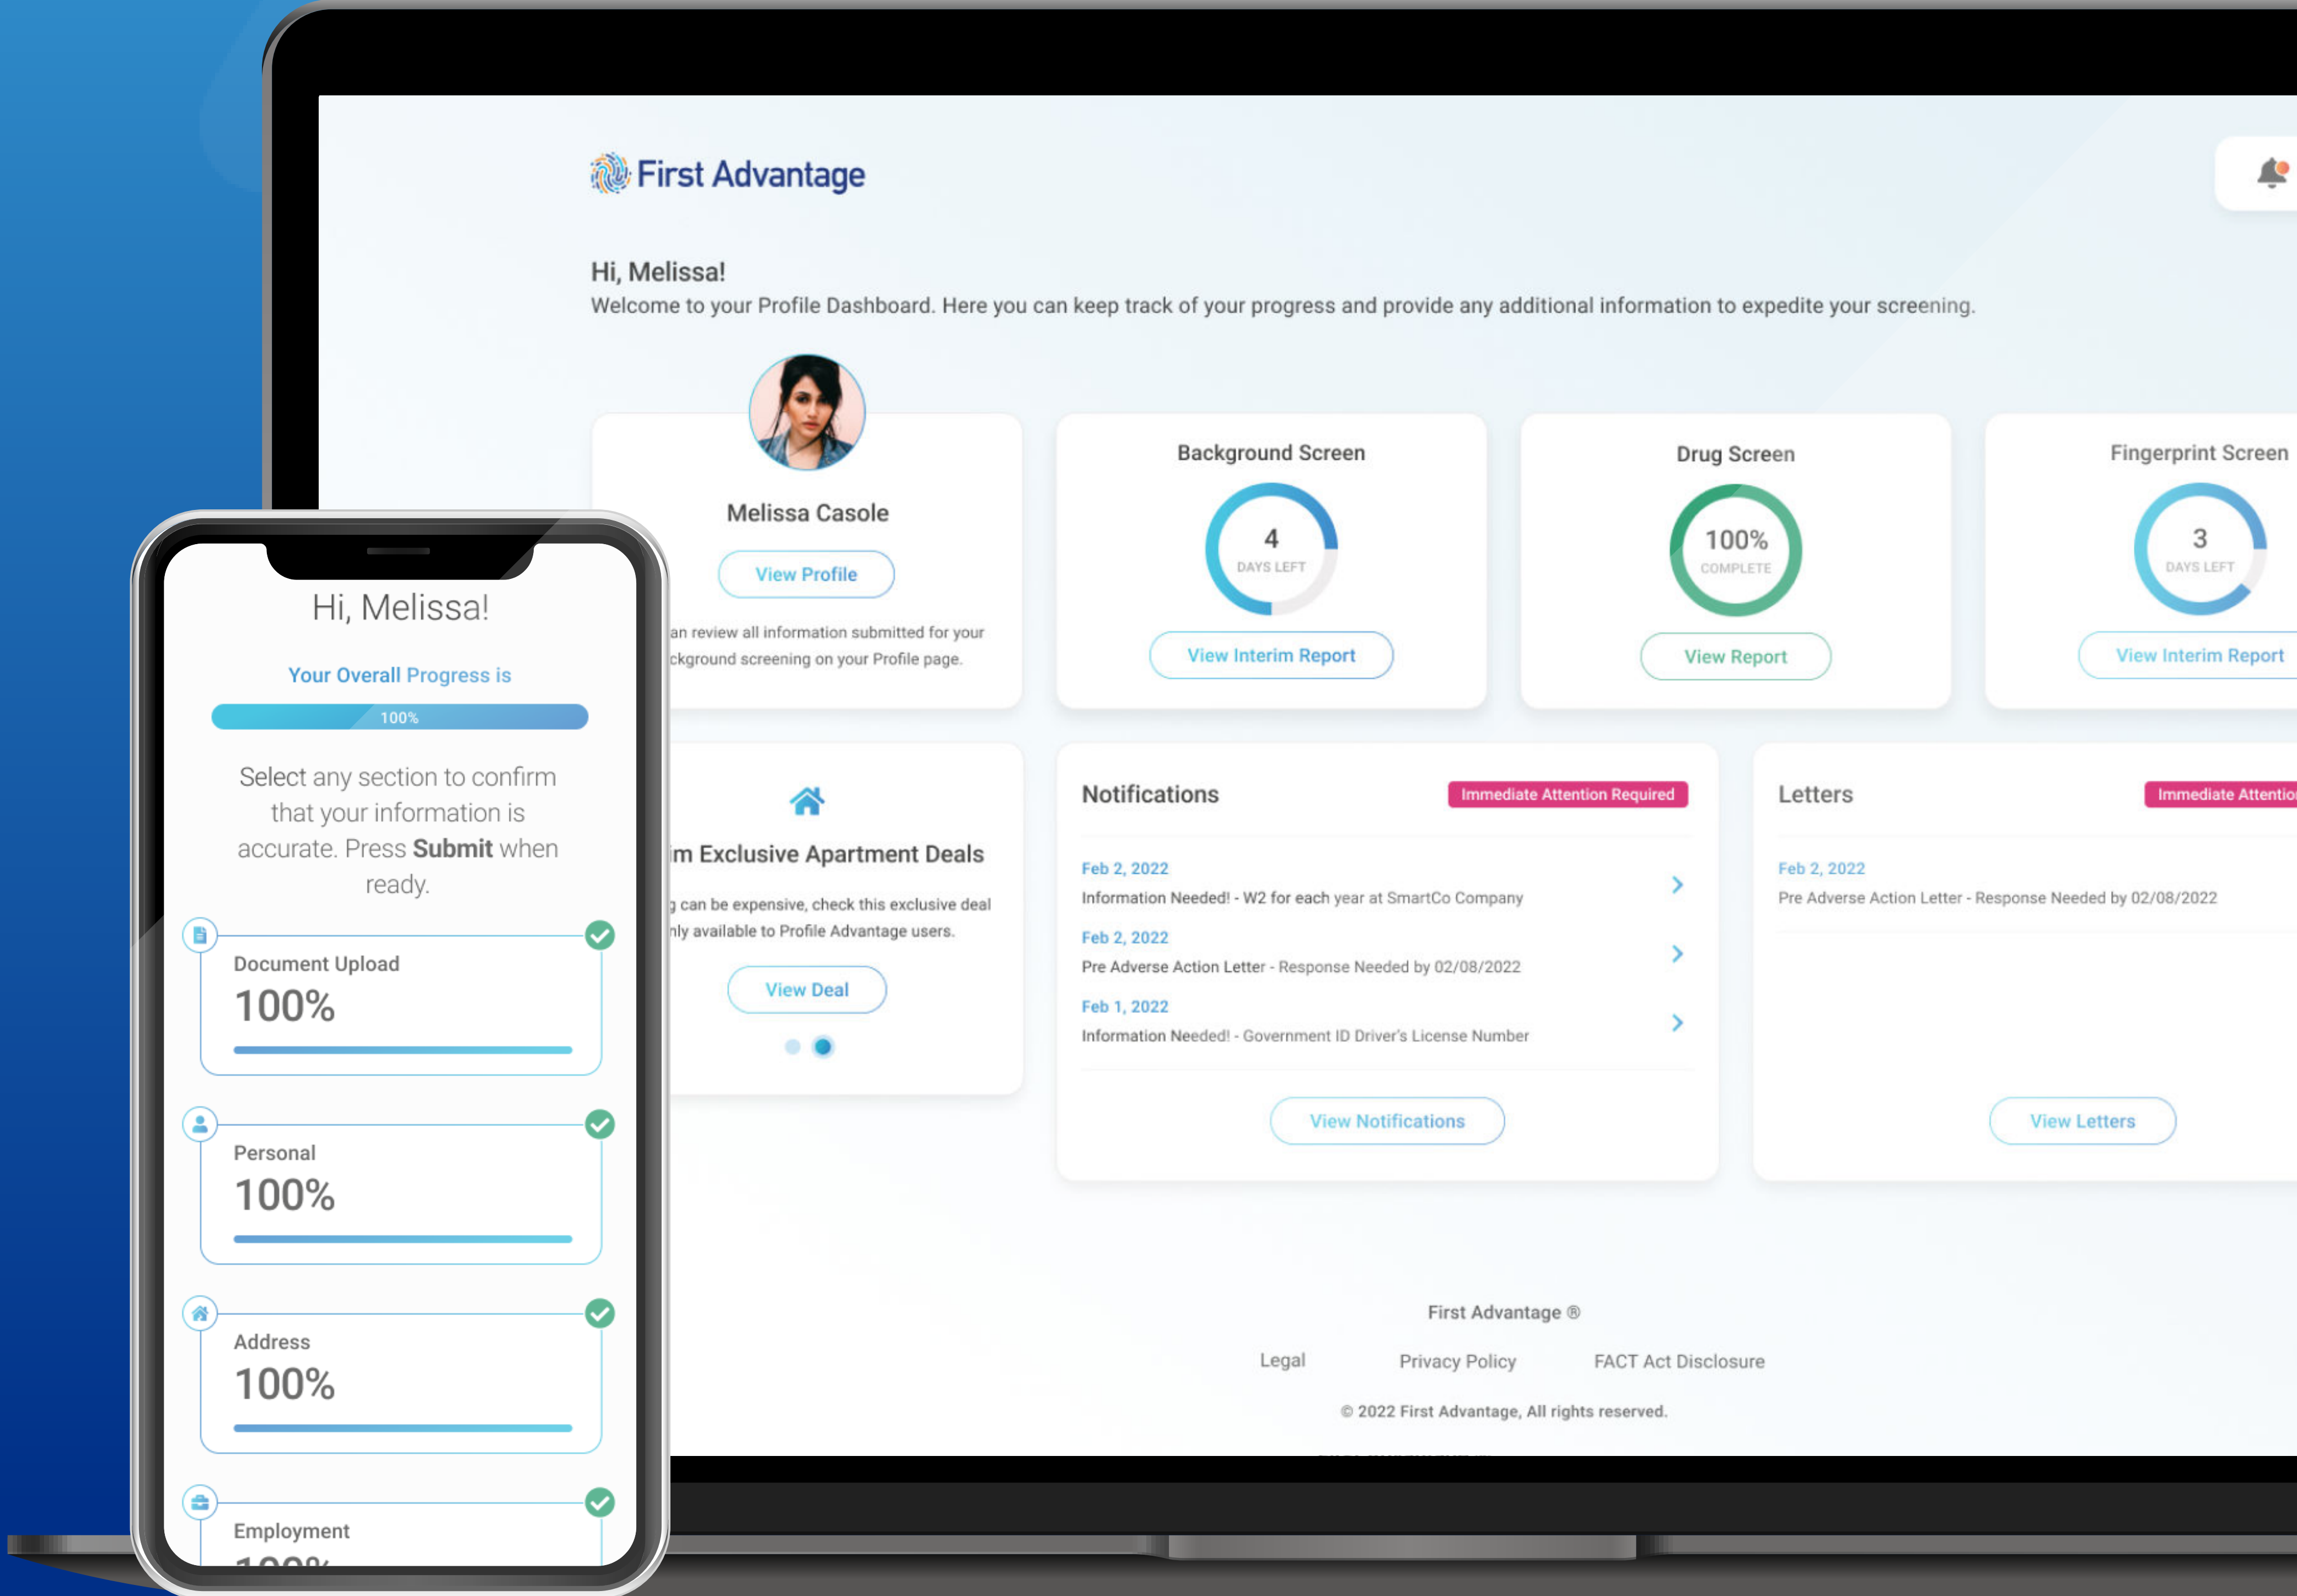 First Advantage
Hi, Melissa!
Welcome to your Profile Dashboard. Here you can keep track of your progress and provide any additional information to expedite your screening.
Melissa Casole
View Profile
an review all information submitted for your
ckground screening on your Profile page.
Background Screen
4
DAYS LEFT
View Interim Report
Drug Screen
100%
COMPLETE
View Report
Fingerprint Screen
3
DAYS LEFT
View Interim Report
im Exclusive Apartment Deals
g can be expensive, check this exclusive deal
nly available to Profile Advantage users.
View Deal
Notifications
Immediate Attention Required
Feb 2, 2022
Information Needed! - W2 for each year at SmartCo Company
Feb 2, 2022
Pre Adverse Action Letter - Response Needed by 02/08/2022
Feb 1, 2022
Information Needed! - Government ID Driver's License Number
View Notifications
Letters
Immediate Attentio
Feb 2, 2022
Pre Adverse Action Letter - Response Needed by 02/08/2022
View Letters
First Advantage ®
Legal Privacy Policy FACT Act Disclosure
© 2022 First Advantage, All rights reserved.
Hi, Melissa!
Your Overall Progress is
100%
Select any section to confirm
that your information is
accurate. Press Submit when
ready.
Document Upload
100%
Personal
100%
Address
100%
Employment
100%